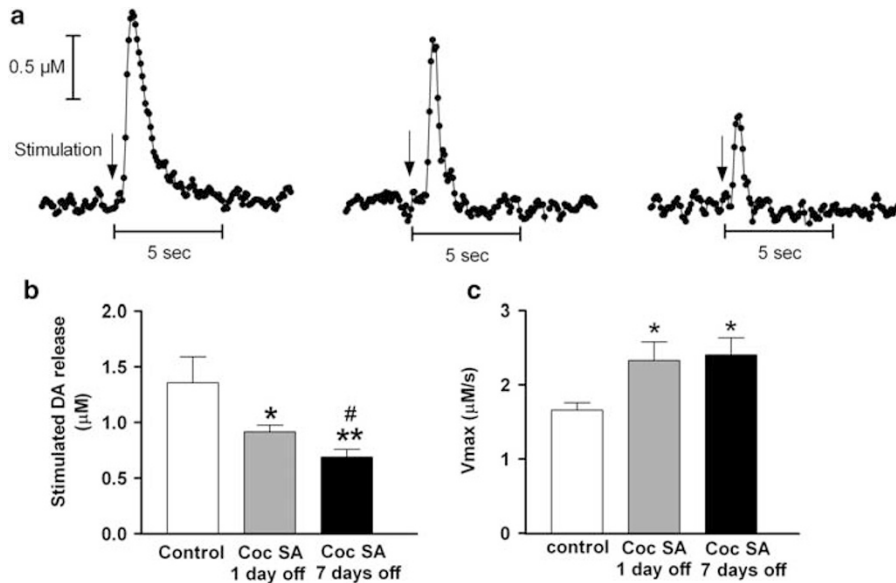 a
0.5 µM
Stimulation
5 sec
5 sec
5 sec
b
Stimulated DA release
(µM)
2.0
1.5
1.0
0.5
0.0
*
#
**
Control
Coc SA
1 day off
Coc SA
7 days off
c
Vmax (µM/s)
3
2
1
0
*
*
control
Coc SA
1 day off
Coc SA
7 days off